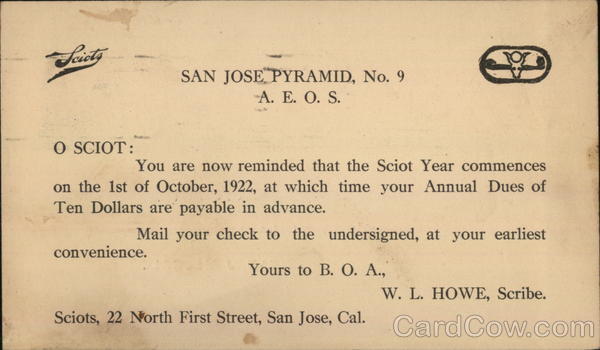 Sciots
SAN JOSE PYRAMID, No. 9
A. E. O. S.
O SCIOT:
You are now reminded that the Sciot Year commences
on the 1st of October, 1922, at which time your Annual Dues of
Ten Dollars are payable in advance.
Mail your check to the undersigned, at your earliest
convenience.
Yours to B. O. A.,
W. L. HOWE, Scribe.
Sciots, 22 North First Street, San Jose, Cal.
CardCow.com